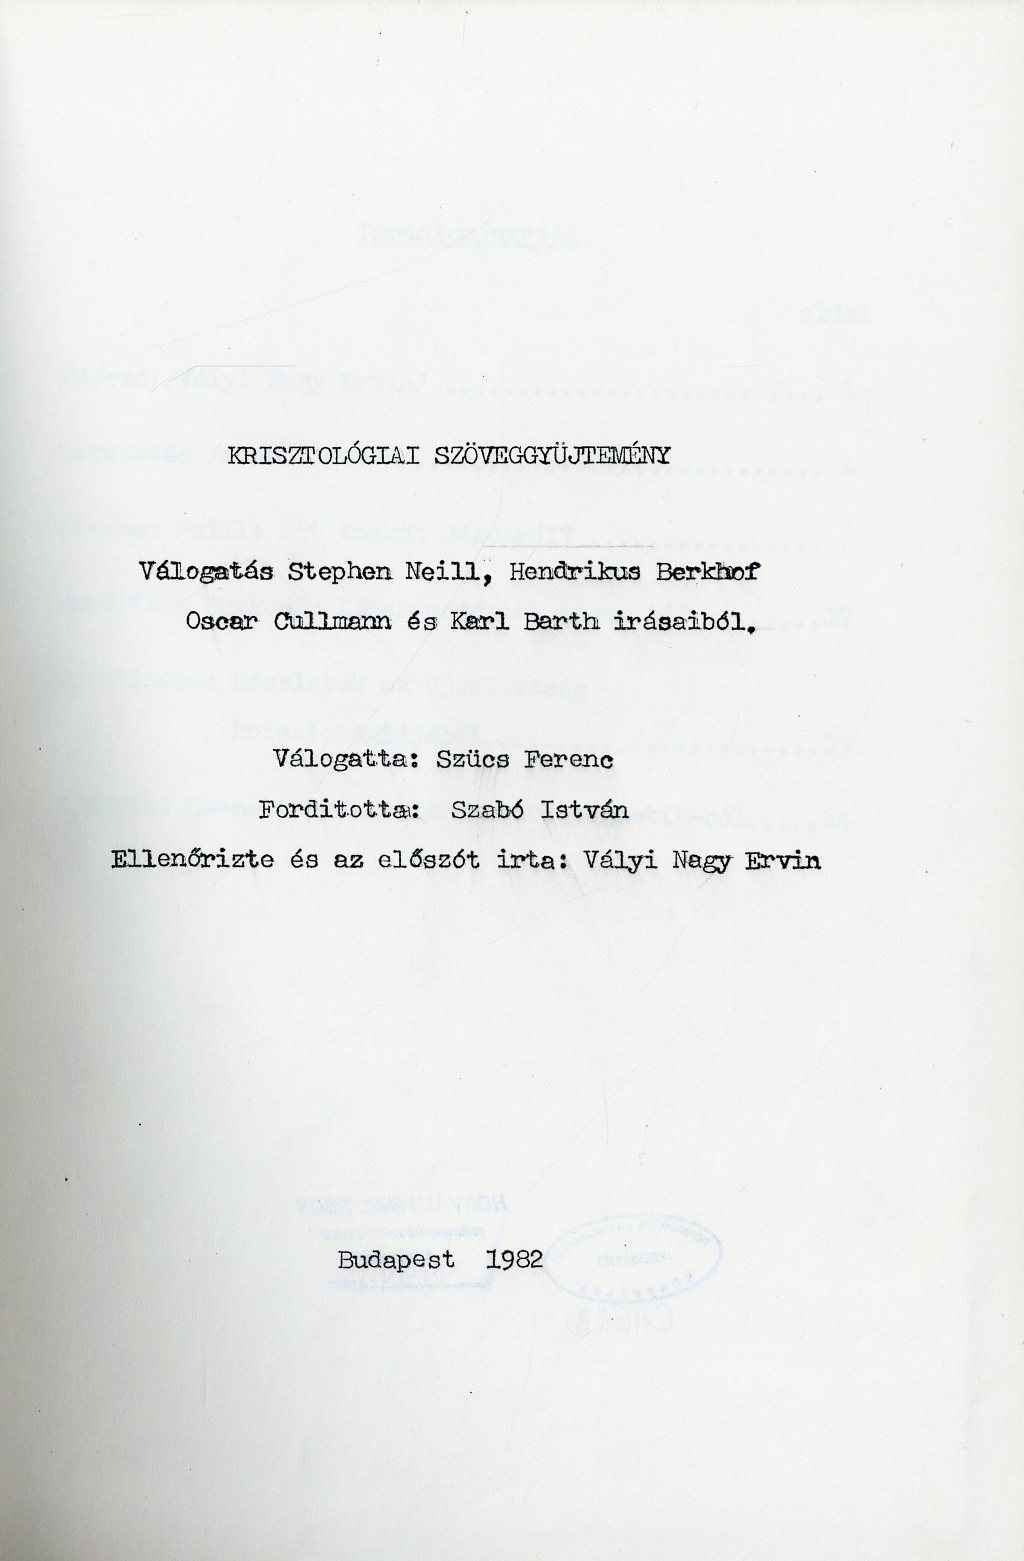 KRISZTOLÓGIAI SZÖVEGGYÜJTEMÉNY
Válogatás Stephen Neill, Hendrikus Berkhof
Oscar Cullmann és Karl Barth irásaiból.
Válogatta: Szücs Ferenc
Forditotta: Szabó István
Ellenőrizte és az előszót irta: Vályi Nagy Ervin
Budapest 1982